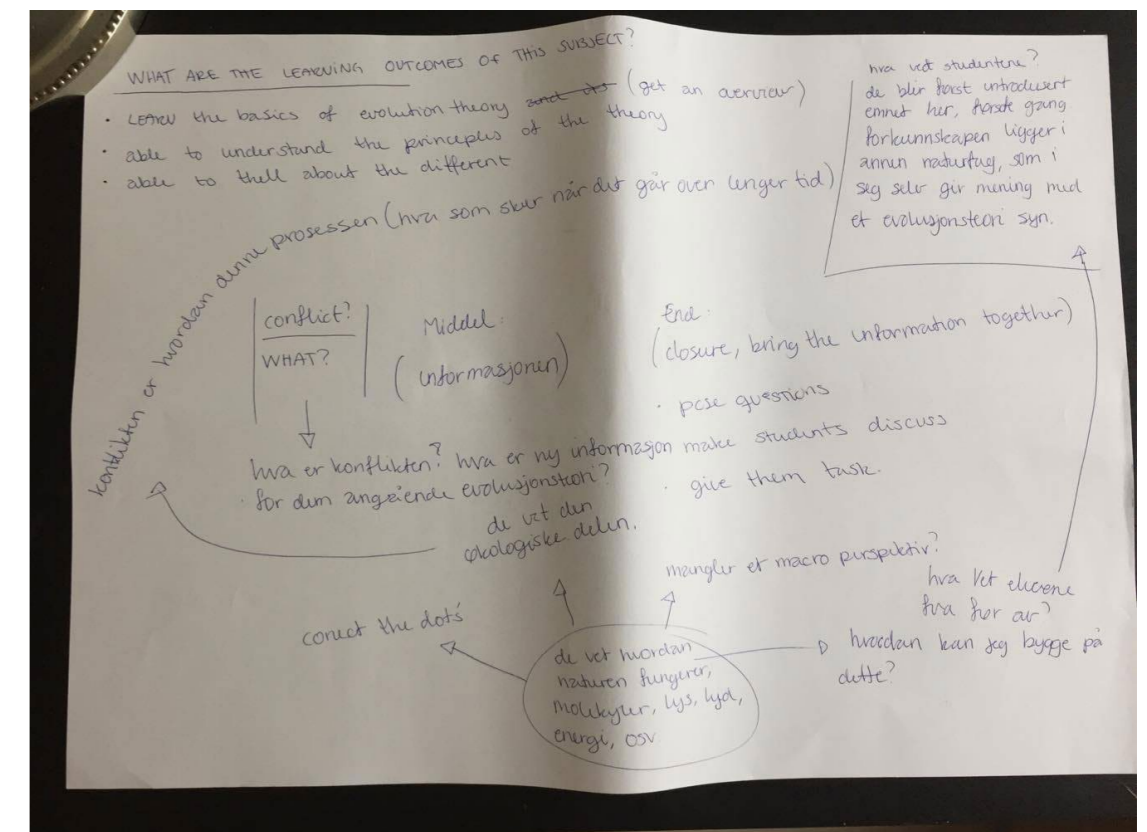 WHAT ARE THE LEARNING OUTCOMES OF THIS SUBJECT?
• LEARN the basics of evolution theory (get an overview)
• able to understand the principles of the theory
• able to thell about the different
konflikten er hvordan denne prosessen (hva som skjer når det går over lenger tid)
hva vet studentene?
de blir først introdusert
emnet her, første gang
forkunnskapen ligger i
annen naturfag, som i
seg selv gir mening med
et evolusjonsteori syn.
conflict?
WHAT?
Middel.
(informasjonen)
End.
(closure, bring the information together)
• pose questions
make students discuss
• give them task.
hva er konflikten? hva er ny informasjon
for dem angående evolusjonsteori?
de vet den
økologiske delen.
mangler et macro perspektiv?
hva vet elevene
fra før av?
hvordan kan jeg bygge på
dette?
conect the dots
de vet hvordan
naturen fungerer,
molekyler, lys, lyd,
energi, osv